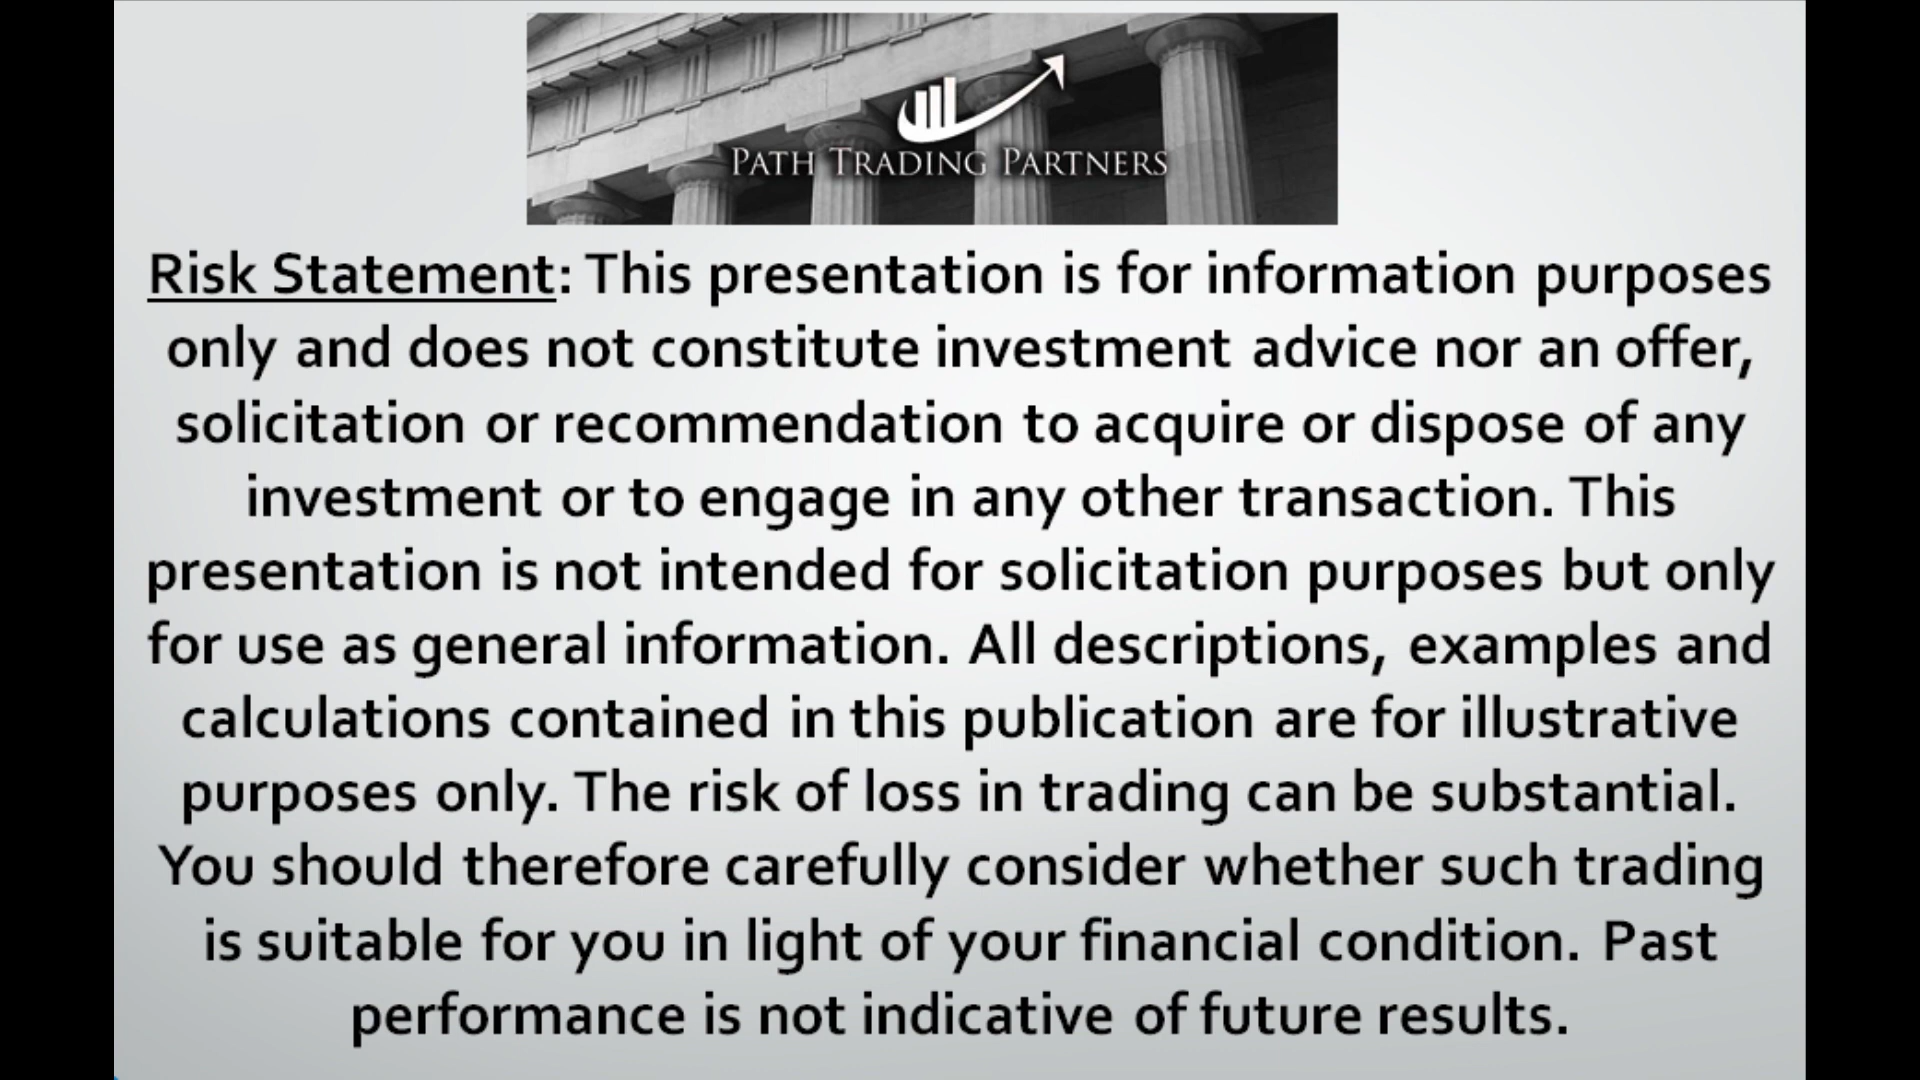 PATH TRADING PARTNERS
Risk Statement: This presentation is for information purposes
only and does not constitute investment advice nor an offer,
solicitation or recommendation to acquire or dispose of any
investment or to engage in any other transaction. This
presentation is not intended for solicitation purposes but only
for use as general information. All descriptions, examples and
calculations contained in this publication are for illustrative
purposes only. The risk of loss in trading can be substantial.
You should therefore carefully consider whether such trading
is suitable for you in light of your financial condition. Past
performance is not indicative of future results.